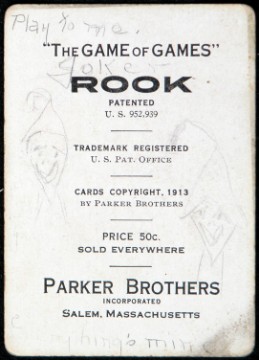 Play to me.
"THE GAME OF GAMES"
Joker
ROOK
PATENTED
U. S. 952,939
TRADEMARK REGISTERED
U. S. PAT. OFFICE
CARDS COPYRIGHT, 1913
BY PARKER BROTHERS
PRICE 50c.
SOLD EVERYWHERE
PARKER BROTHERS
INCORPORATED
SALEM, MASSACHUSETTS